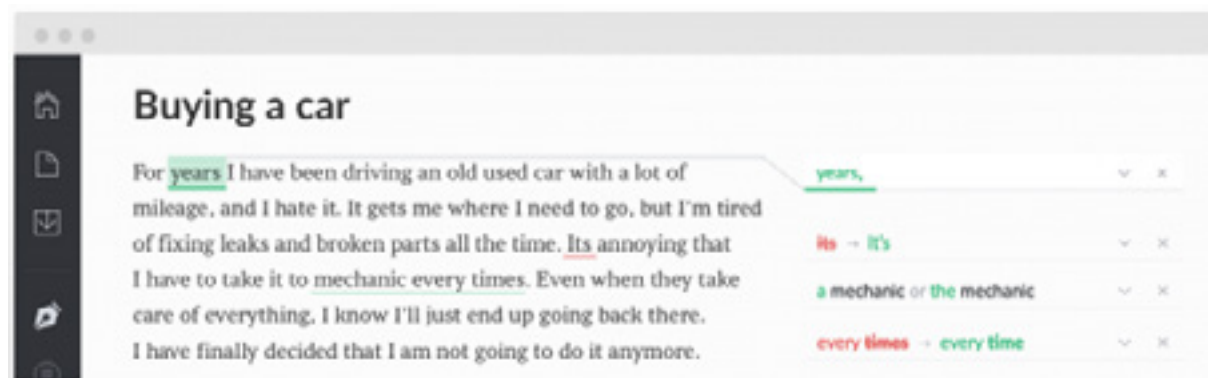 Buying a car
For years I have been driving an old used car with a lot of
mileage, and I hate it. It gets me where I need to go, but I'm tired
of fixing leaks and broken parts all the time. Its annoying that
I have to take it to mechanic every times. Even when they take
care of everything, I know I'll just end up going back there.
I have finally decided that I am not going to do it anymore.
years,
its → it's
a mechanic or the mechanic
every times → every time